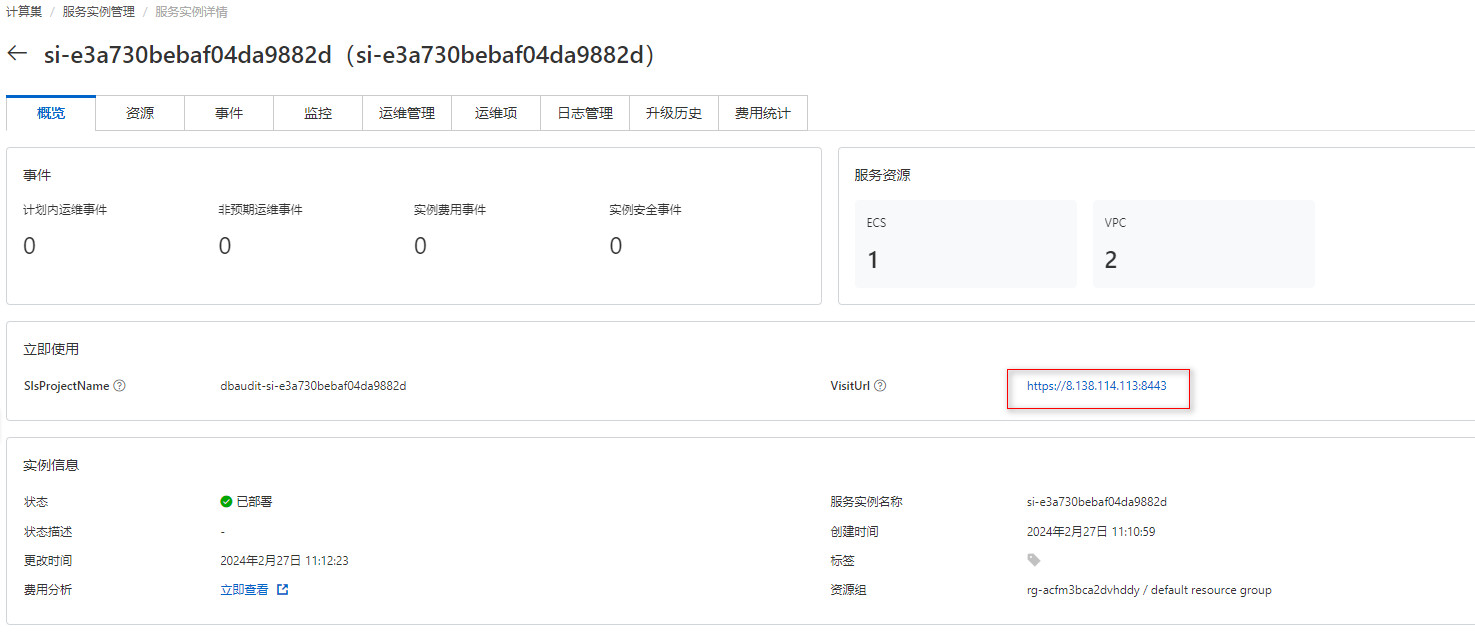 计算巢 / 服务实例管理 / 服务实例详情
← si-e3a730bebaf04da9882d（si-e3a730bebaf04da9882d）
概览 资源 事件 监控 运维管理 运维项 日志管理 升级历史 费用统计
事件
计划内运维事件 非预期运维事件 实例费用事件 实例安全事件
0 0 0 0
服务资源
ECS VPC
1 2
立即使用
SlsProjectName ? dbaudit-si-e3a730bebaf04da9882d VisitUrl ? https://8.138.114.113:8443
实例信息
状态 已部署 服务实例名称 si-e3a730bebaf04da9882d
状态描述 - 创建时间 2024年2月27日 11:10:59
更改时间 2024年2月27日 11:12:23 标签
费用分析 立即查看 资源组 rg-acfm3bca2dvhddy / default resource group